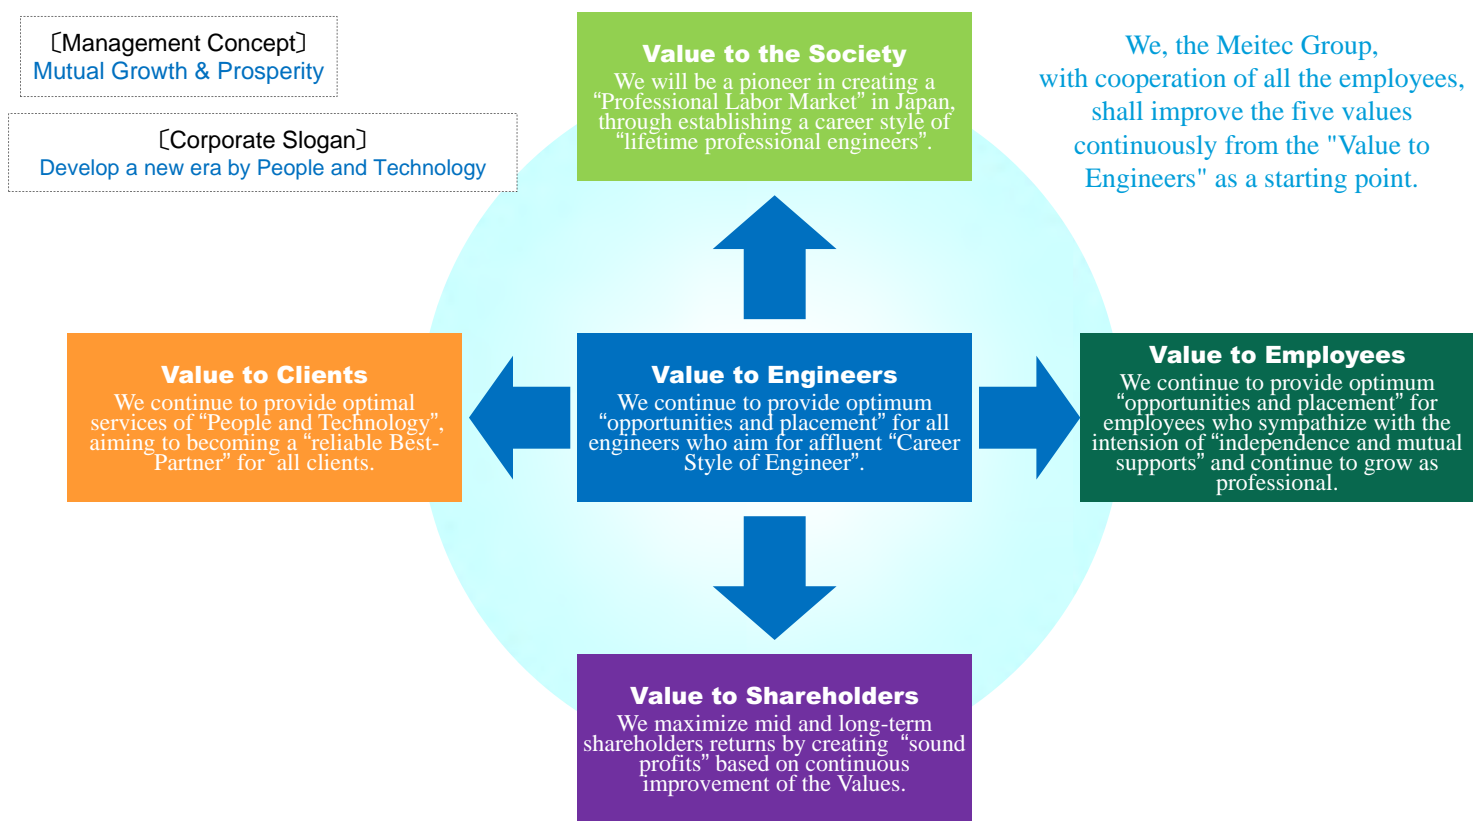 〔Management Concept〕
Mutual Growth & Prosperity
〔Corporate Slogan〕
Develop a new era by People and Technology
Value to the Society
We will be a pioneer in creating a
“Professional Labor Market” in Japan,
through establishing a career style of
“lifetime professional engineers”.
We, the Meitec Group,
with cooperation of all the employees,
shall improve the five values
continuously from the "Value to
Engineers" as a starting point.
Value to Clients
We continue to provide optimal
services of “People and Technology”,
aiming to becoming a “reliable Best-
Partner” for all clients.
Value to Engineers
We continue to provide optimum
“opportunities and placement” for all
engineers who aim for affluent “Career
Style of Engineer”.
Value to Employees
We continue to provide optimum
“opportunities and placement” for
employees who sympathize with the
intension of “independence and mutual
supports” and continue to grow as
professional.
Value to Shareholders
We maximize mid and long-term
shareholders returns by creating “sound
profits” based on continuous
improvement of the Values.